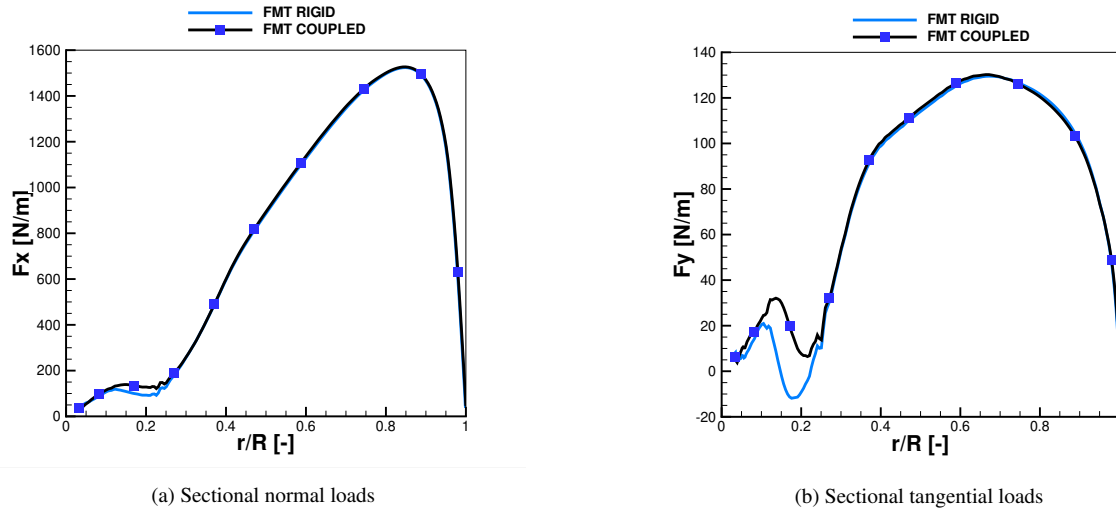 FMT RIGID
FMT COUPLED
1600
1400
1200
1000
800
600
400
200
0
Fx [N/m]
0 0.2 0.4 0.6 0.8 1
r/R [-]
(a) Sectional normal loads
FMT RIGID
FMT COUPLED
140
120
100
80
60
40
20
0
-20
Fy [N/m]
0 0.2 0.4 0.6 0.8
r/R [-]
(b) Sectional tangential loads